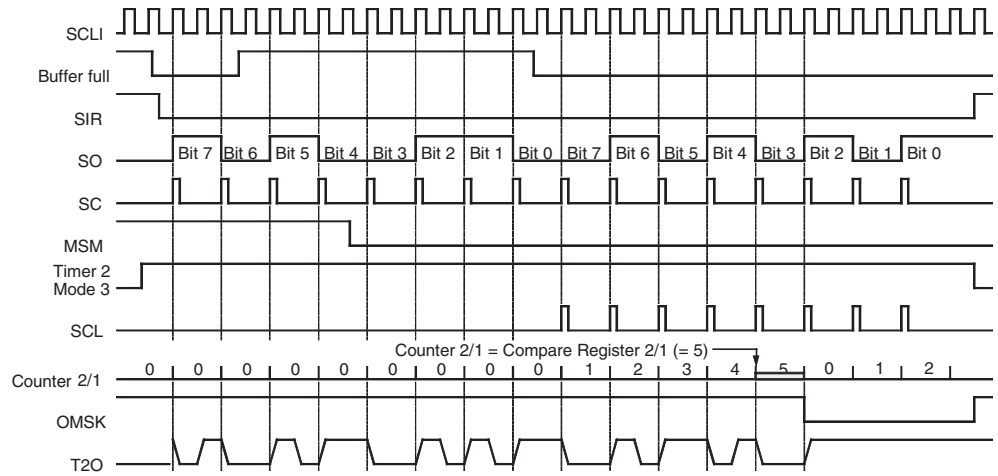 SCLI
Buffer full
SIR
SO Bit 7 Bit 6 Bit 5 Bit 4 Bit 3 Bit 2 Bit 1 Bit 0 Bit 7 Bit 6 Bit 5 Bit 4 Bit 3 Bit 2 Bit 1 Bit 0
SC
MSM
Timer 2
Mode 3
SCL
Counter 2/1 = Compare Register 2/1 (= 5)
Counter 2/1 0 0 0 0 0 0 0 0 0 1 2 3 4 5 0 1 2
OMSK
T2O